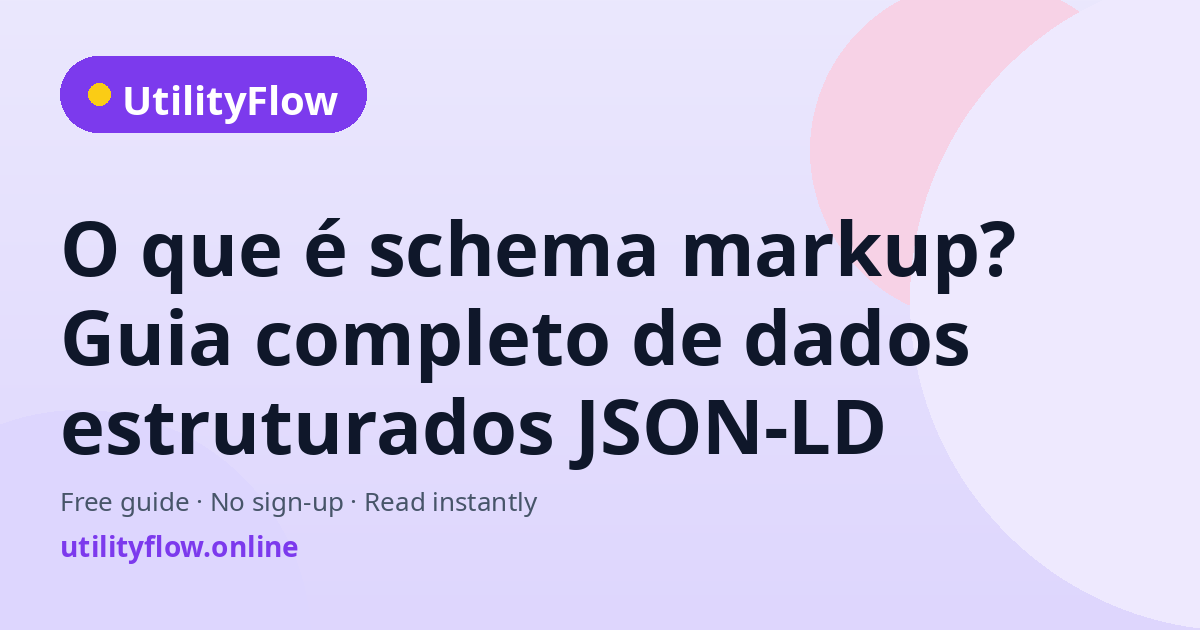 UtilityFlow
O que é schema markup?
Guia completo de dados
estruturados JSON-LD
Free guide · No sign-up · Read instantly
utilityflow.online